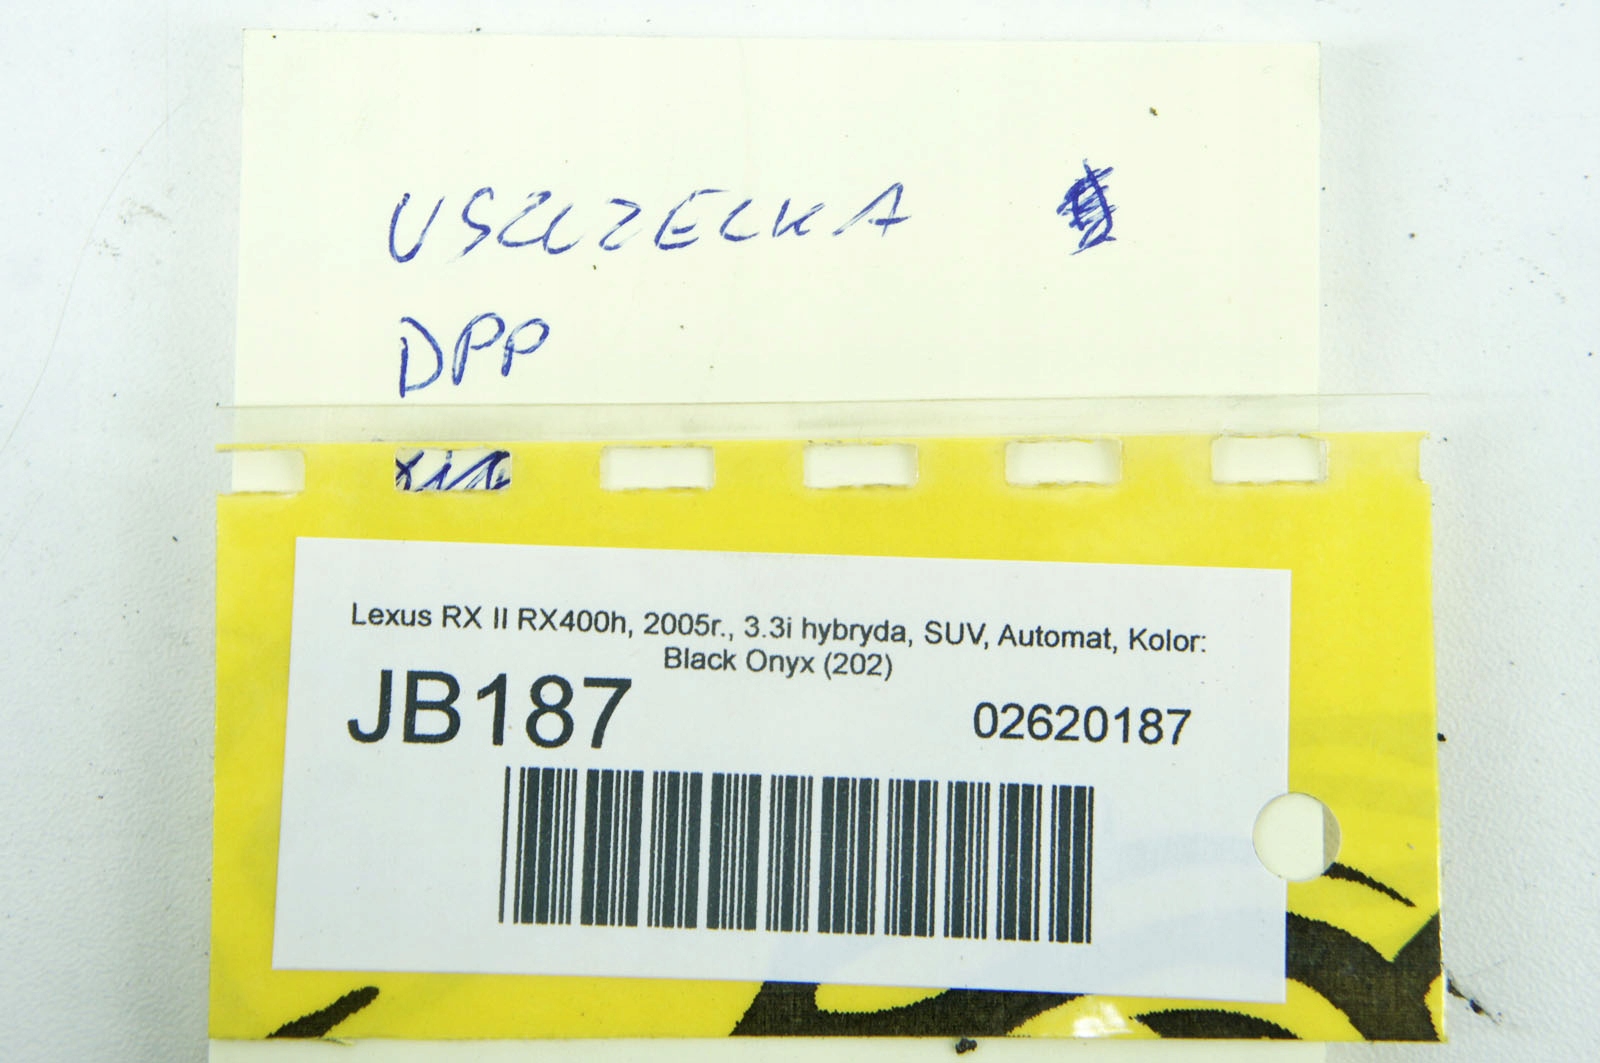 USZCZELKA
DPP
Lexus RX II RX400h, 2005r., 3.3i hybryda, SUV, Automat, Kolor:
Black Onyx (202)
JB187
02620187